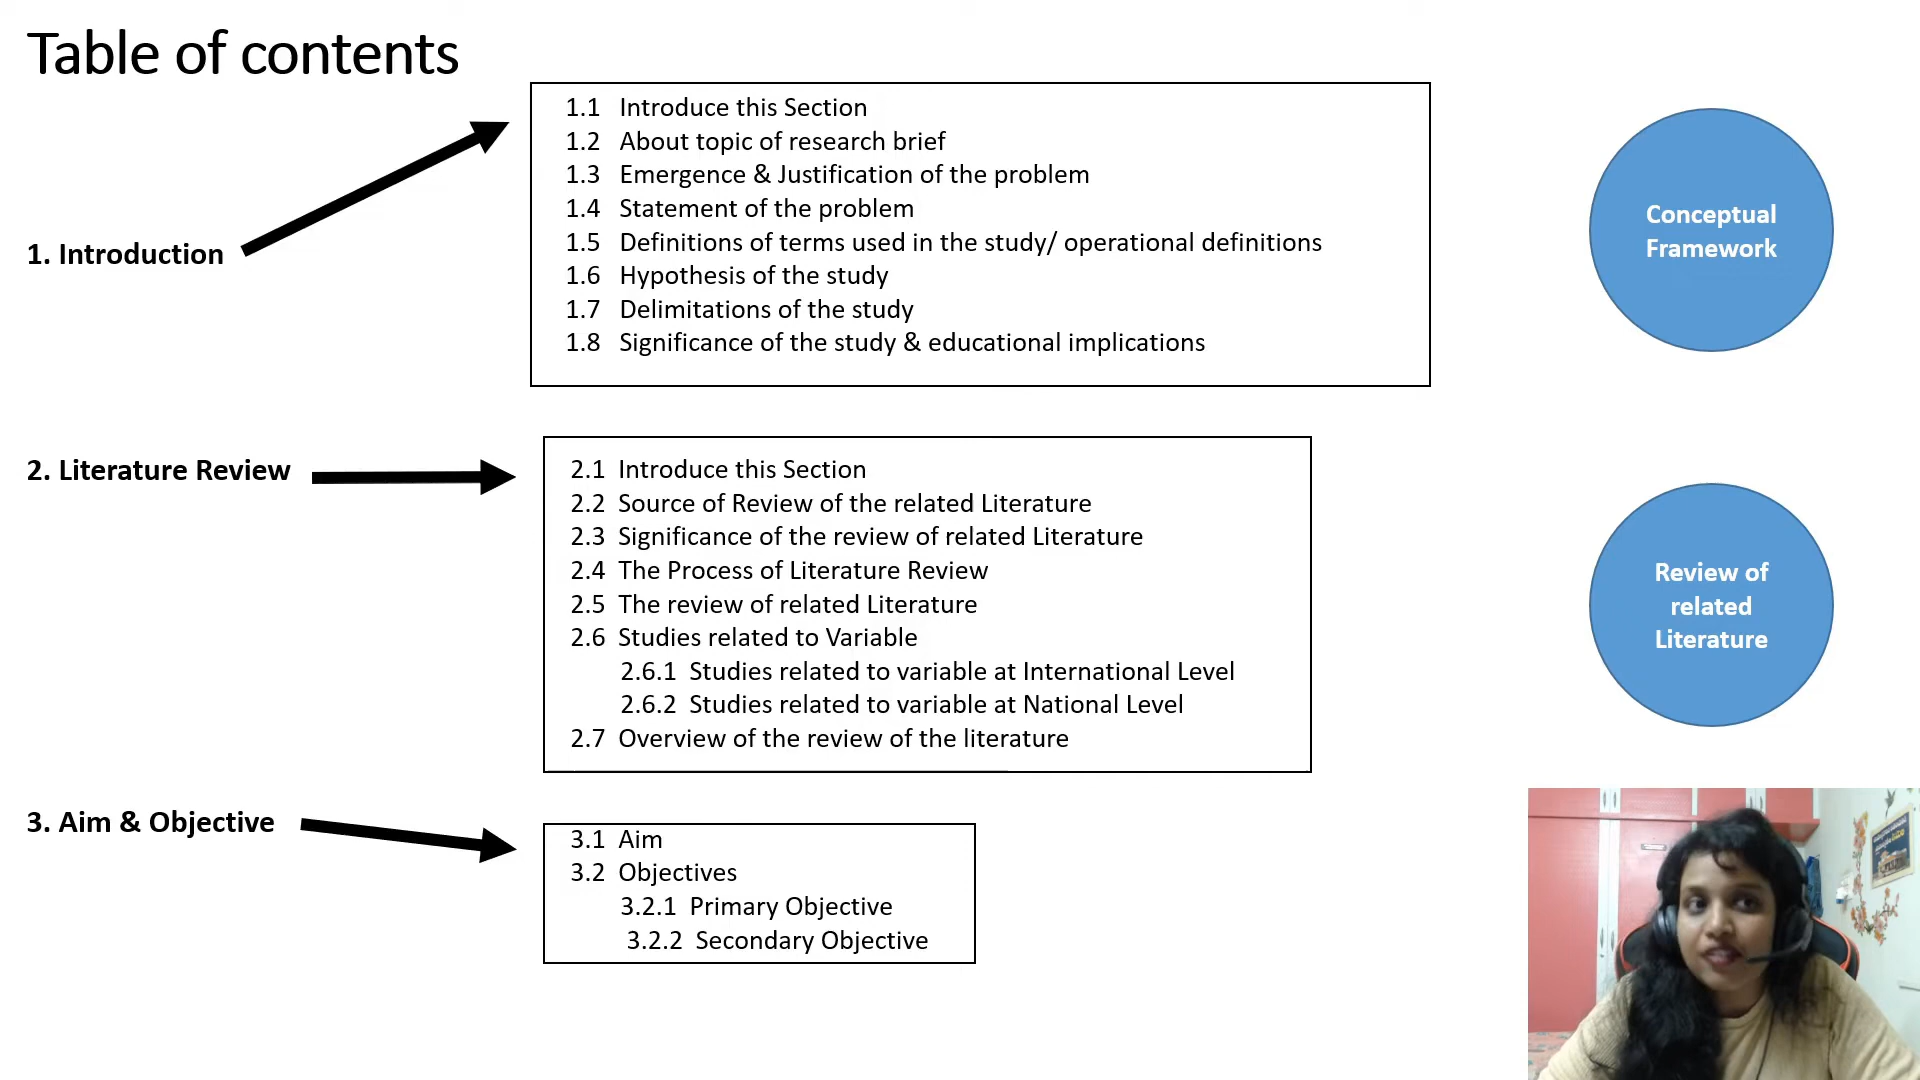 Table of contents
1. Introduction
1.1 Introduce this Section
1.2 About topic of research brief
1.3 Emergence & Justification of the problem
1.4 Statement of the problem
1.5 Definitions of terms used in the study/ operational definitions
1.6 Hypothesis of the study
1.7 Delimitations of the study
1.8 Significance of the study & educational implications
Conceptual
Framework
2. Literature Review
2.1 Introduce this Section
2.2 Source of Review of the related Literature
2.3 Significance of the review of related Literature
2.4 The Process of Literature Review
2.5 The review of related Literature
2.6 Studies related to Variable
2.6.1 Studies related to variable at International Level
2.6.2 Studies related to variable at National Level
2.7 Overview of the review of the literature
Review of
related
Literature
3. Aim & Objective
3.1 Aim
3.2 Objectives
3.2.1 Primary Objective
3.2.2 Secondary Objective